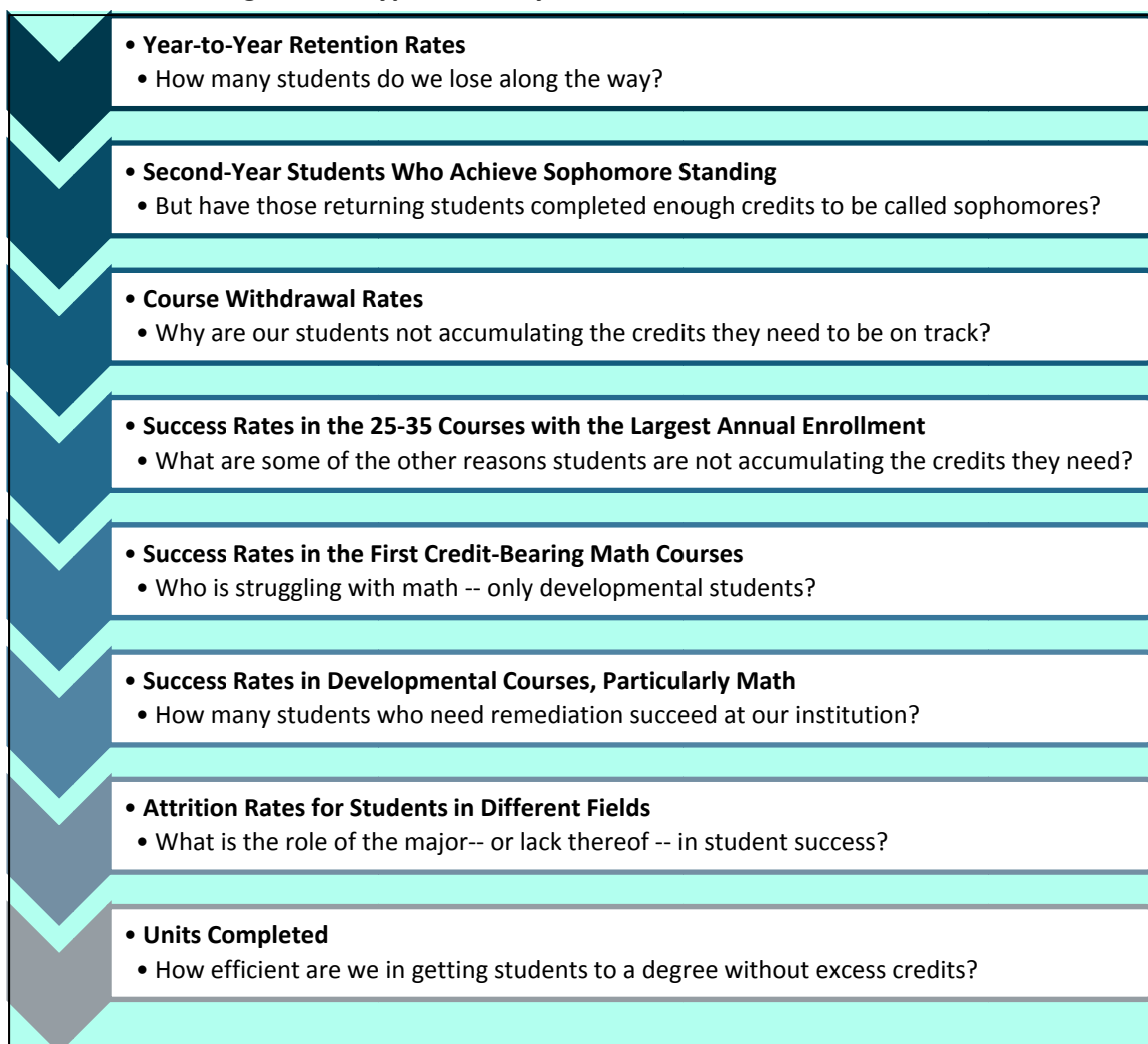 • Year-to-Year Retention Rates
• How many students do we lose along the way?
• Second-Year Students Who Achieve Sophomore Standing
• But have those returning students completed enough credits to be called sophomores?
• Course Withdrawal Rates
• Why are our students not accumulating the credits they need to be on track?
• Success Rates in the 25-35 Courses with the Largest Annual Enrollment
• What are some of the other reasons students are not accumulating the credits they need?
• Success Rates in the First Credit-Bearing Math Courses
• Who is struggling with math -- only developmental students?
• Success Rates in Developmental Courses, Particularly Math
• How many students who need remediation succeed at our institution?
• Attrition Rates for Students in Different Fields
• What is the role of the major-- or lack thereof -- in student success?
• Units Completed
• How efficient are we in getting students to a degree without excess credits?